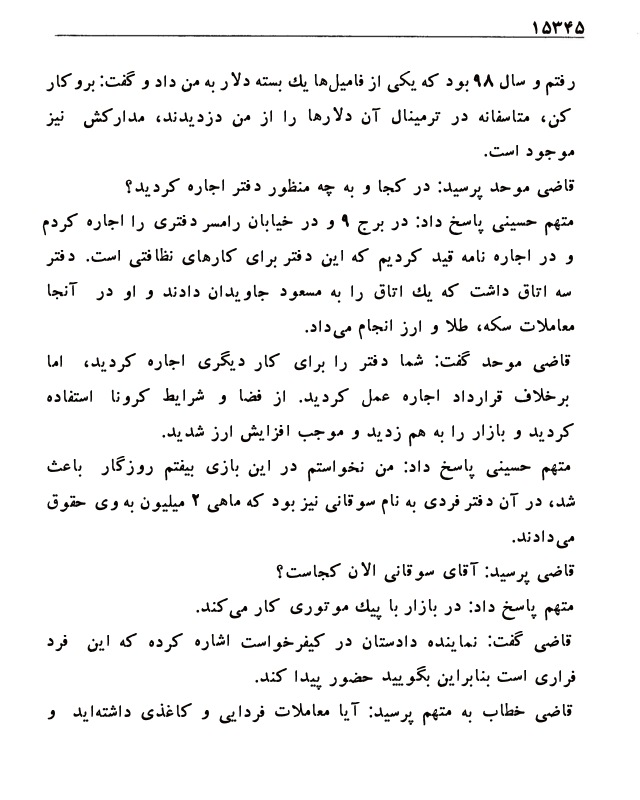 ۱۵۳۴۵
رفتم و سال ۹۸ بود که یکی از فامیل‌ها یك بسته دلار به من داد و گفت: برو کار
کن، متاسفانه در ترمینال آن دلارها را از من دزدیدند، مدارکش نیز
موجود است.
قاضی موحد پرسید: در کجا و به چه منظور دفتر اجاره کردید؟
متهم حسینی پاسخ داد: در برج ۹ و در خیابان رامسر دفتری را اجاره کردم
و در اجاره نامه قید کردیم که این دفتر برای کارهای نظافتی است. دفتر
سه اتاق داشت که یك اتاق را به مسعود جاویدان دادند و او در آنجا
معاملات سکه، طلا و ارز انجام می‌داد.
قاضی موحد گفت: شما دفتر را برای کار دیگری اجاره کردید، اما
برخلاف قرارداد اجاره عمل کردید. از فضا و شرایط کرونا استفاده
کردید و بازار را به هم زدید و موجب افزایش ارز شدید.
متهم حسینی پاسخ داد: من نخواستم در این بازی بیفتم روزگار باعث
شد، در آن دفتر فردی به نام سوقانی نیز بود که ماهی ۲ میلیون به وی حقوق
می‌دادند.
قاضی پرسید: آقای سوقانی الان کجاست؟
متهم پاسخ داد: در بازار با پیك موتوری کار می‌کند.
قاضی گفت: نماینده دادستان در کیفرخواست اشاره کرده که این فرد
فراری است بنابراین بگویید حضور پیدا کند.
قاضی خطاب به متهم پرسید: آیا معاملات فردایی و کاغذی داشته‌اید و